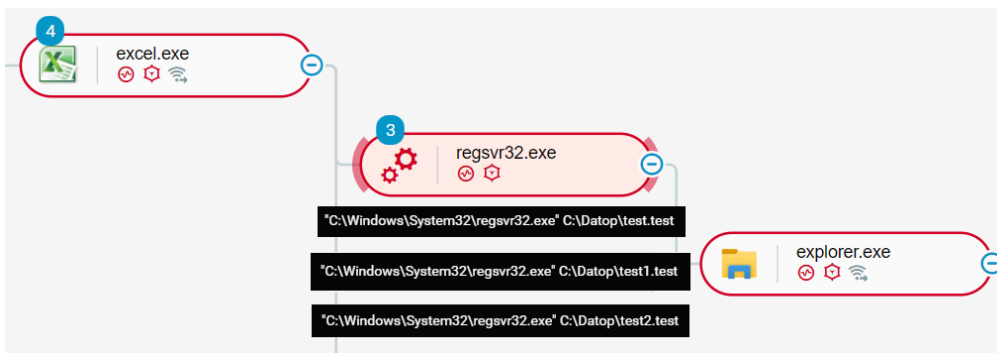 4
excel.exe
3
regsvr32.exe
"C:\Windows\System32\regsvr32.exe" C:\Datop\test.test
"C:\Windows\System32\regsvr32.exe" C:\Datop\test1.test
explorer.exe
"C:\Windows\System32\regsvr32.exe" C:\Datop\test2.test